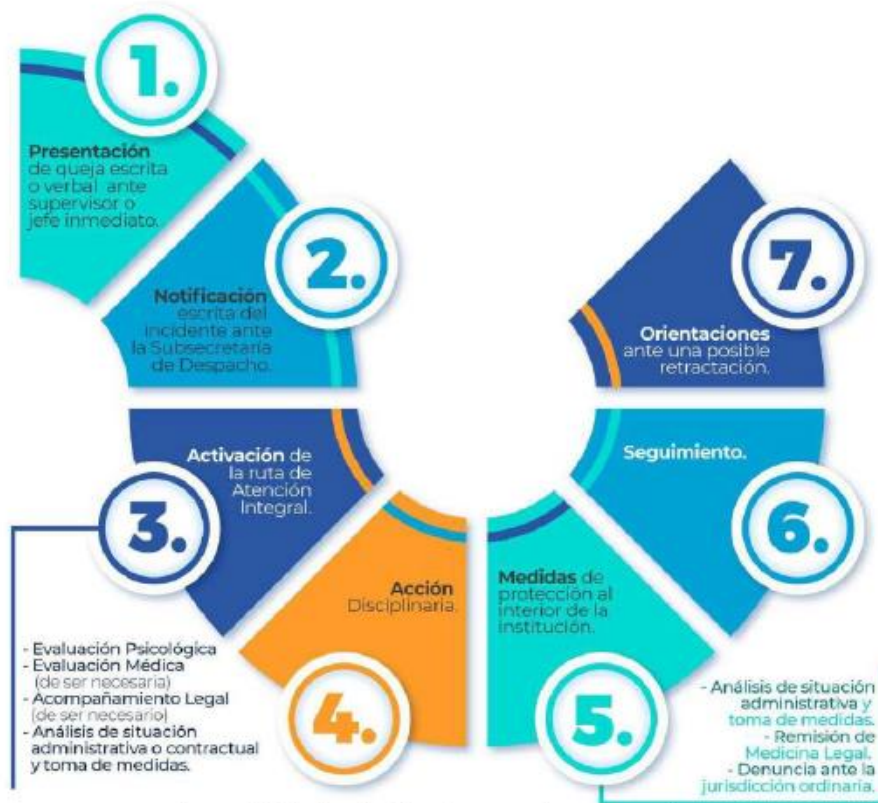 1.
Presentación
de queja escrita
o verbal ante
supervisor o
jefe inmediato.
2.
Notificación
escrita del
incidente ante
la Subsecretaría
de Despacho.
3.
Activación de
la ruta de
Atención
Integral.
- Evaluación Psicológica
- Evaluación Médica
(de ser necesaria)
- Acompañamiento Legal
(de ser necesario)
- Análisis de situación
administrativa o contractual
y toma de medidas.
4.
Acción
Disciplinaria.
5.
Medidas de
protección al
interior de la
institución.
- Análisis de situación
administrativa y
toma de medidas.
- Remisión de
Medicina Legal.
- Denuncia ante la
jurisdicción ordinaria.
6.
Seguimiento.
7.
Orientaciones
ante una posible
retractación.